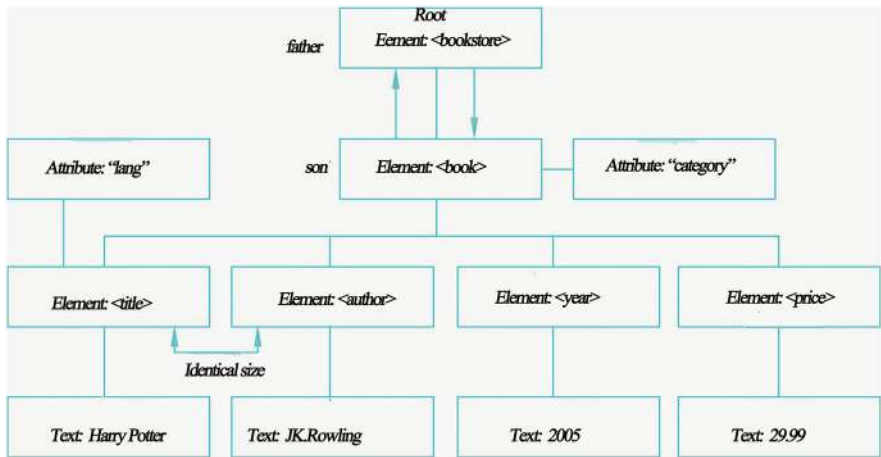 Root
father
Eement: <bookstore>
Attribute: “lang”
son
Element: <book>
Attribute: “category”
Element: <title>
Element: <author>
Element: <year>
Element: <price>
Identical size
Text: Harry Potter
Text: JK.Rowling
Text: 2005
Text: 29.99